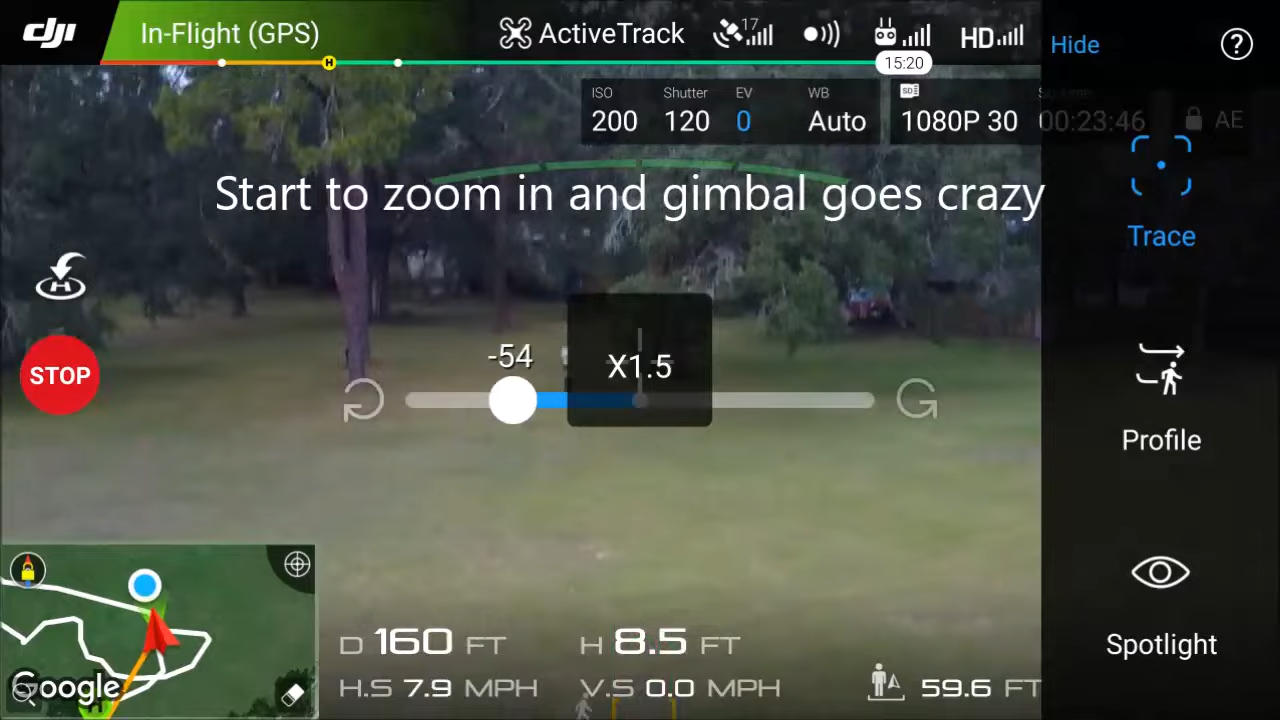 dji
In-Flight (GPS)
ActiveTrack
17
HD
Hide
?
H
15:20
ISO
Shutter
EV
WB
SD
200
120
0
Auto
1080P 30
00:23:46
AE
Start to zoom in and gimbal goes crazy
Trace
H
STOP
-54
X1.5
Profile
Spotlight
D 160 FT
H 8.5 FT
Google
H.S 7.9 MPH
V.S 0.0 MPH
59.6 FT
H